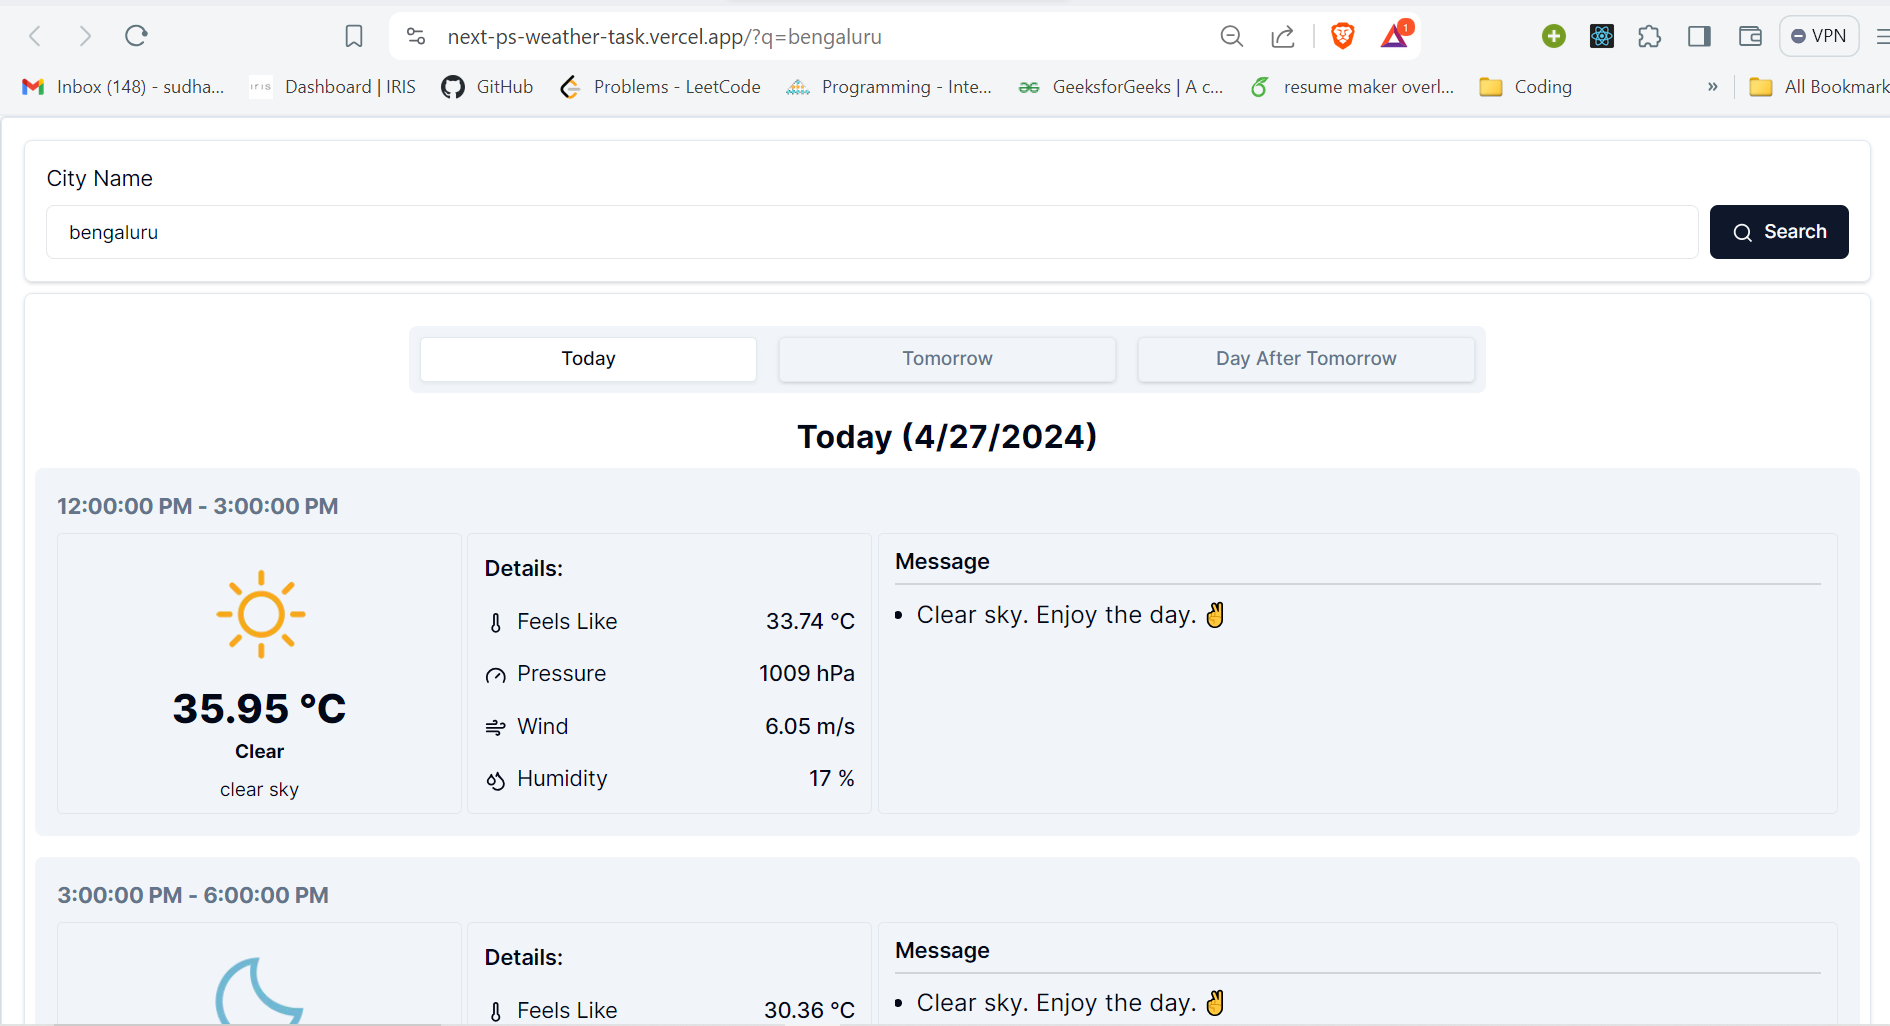 next-ps-weather-task.vercel.app/?q=bengaluru
1
VPN
Inbox (148) - sudha...
iris
Dashboard | IRIS
GitHub
Problems - LeetCode
Programming - Inte...
GeeksforGeeks | A c...
resume maker overl...
Coding
»
All Bookmark
City Name
bengaluru
Search
Today
Tomorrow
Day After Tomorrow
Today (4/27/2024)
12:00:00 PM - 3:00:00 PM
35.95 °C
Clear
clear sky
Details:
Feels Like 33.74 °C
Pressure 1009 hPa
Wind 6.05 m/s
Humidity 17 %
Message
• Clear sky. Enjoy the day. ✌
3:00:00 PM - 6:00:00 PM
Details:
Feels Like 30.36 °C
Message
• Clear sky. Enjoy the day. ✌